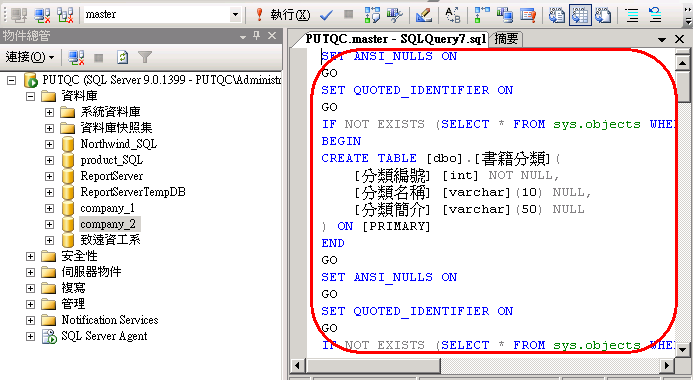 master
執行(X)
物件總管
連接(O)
PUTQC (SQL Server 9.0.1399 - PUTQC\Administr
資料庫
系統資料庫
資料庫快照集
Northwind_SQL
product_SQL
ReportServer
ReportServerTempDB
company_1
company_2
致遠資工系
安全性
伺服器物件
複寫
管理
Notification Services
SQL Server Agent
PUTQC.master - SQLQuery7.sql
摘要
SET ANSI_NULLS ON
GO
SET QUOTED_IDENTIFIER ON
GO
IF NOT EXISTS (SELECT * FROM sys.objects WHE
BEGIN
CREATE TABLE [dbo].[書籍分類](
[分類編號] [int] NOT NULL,
[分類名稱] [varchar](10) NULL,
[分類簡介] [varchar](50) NULL
) ON [PRIMARY]
END
GO
SET ANSI_NULLS ON
GO
SET QUOTED_IDENTIFIER ON
GO
IF NOT EXISTS (SELECT * FROM sys.objects WHE